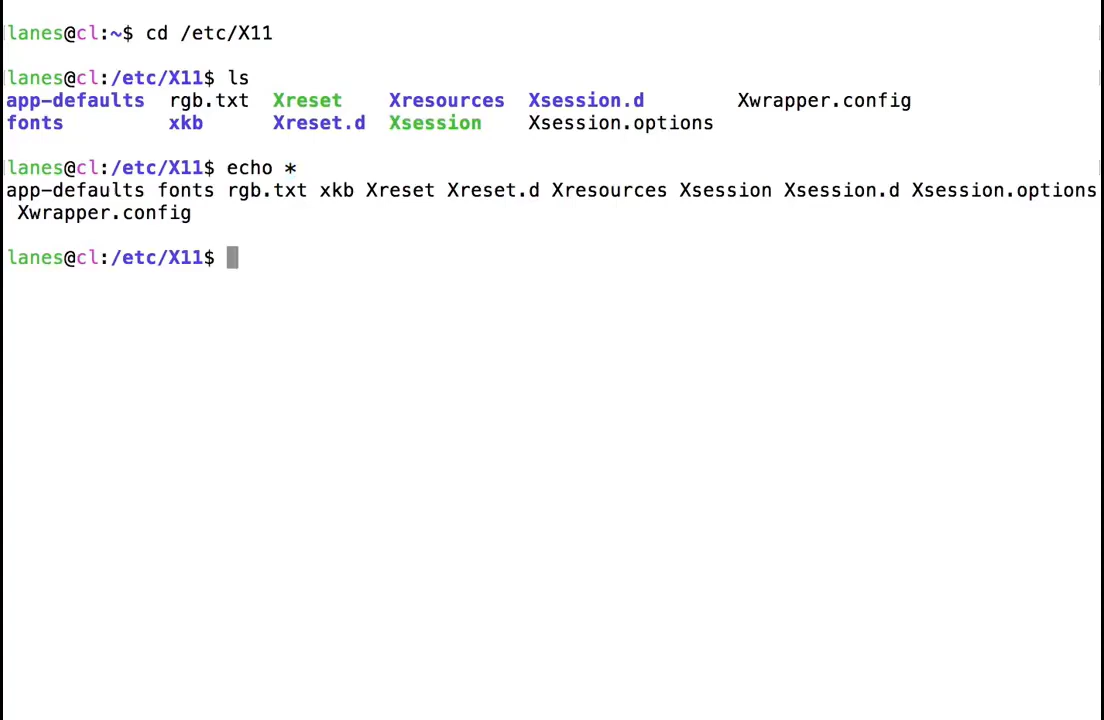 lanes@cl:~$ cd /etc/X11
lanes@cl:/etc/X11$ ls
app-defaults  rgb.txt  Xreset    Xresources  Xsession.d        Xwrapper.config
fonts         xkb      Xreset.d  Xsession    Xsession.options
lanes@cl:/etc/X11$ echo *
app-defaults fonts rgb.txt xkb Xreset Xreset.d Xresources Xsession Xsession.d Xsession.options
 Xwrapper.config
lanes@cl:/etc/X11$